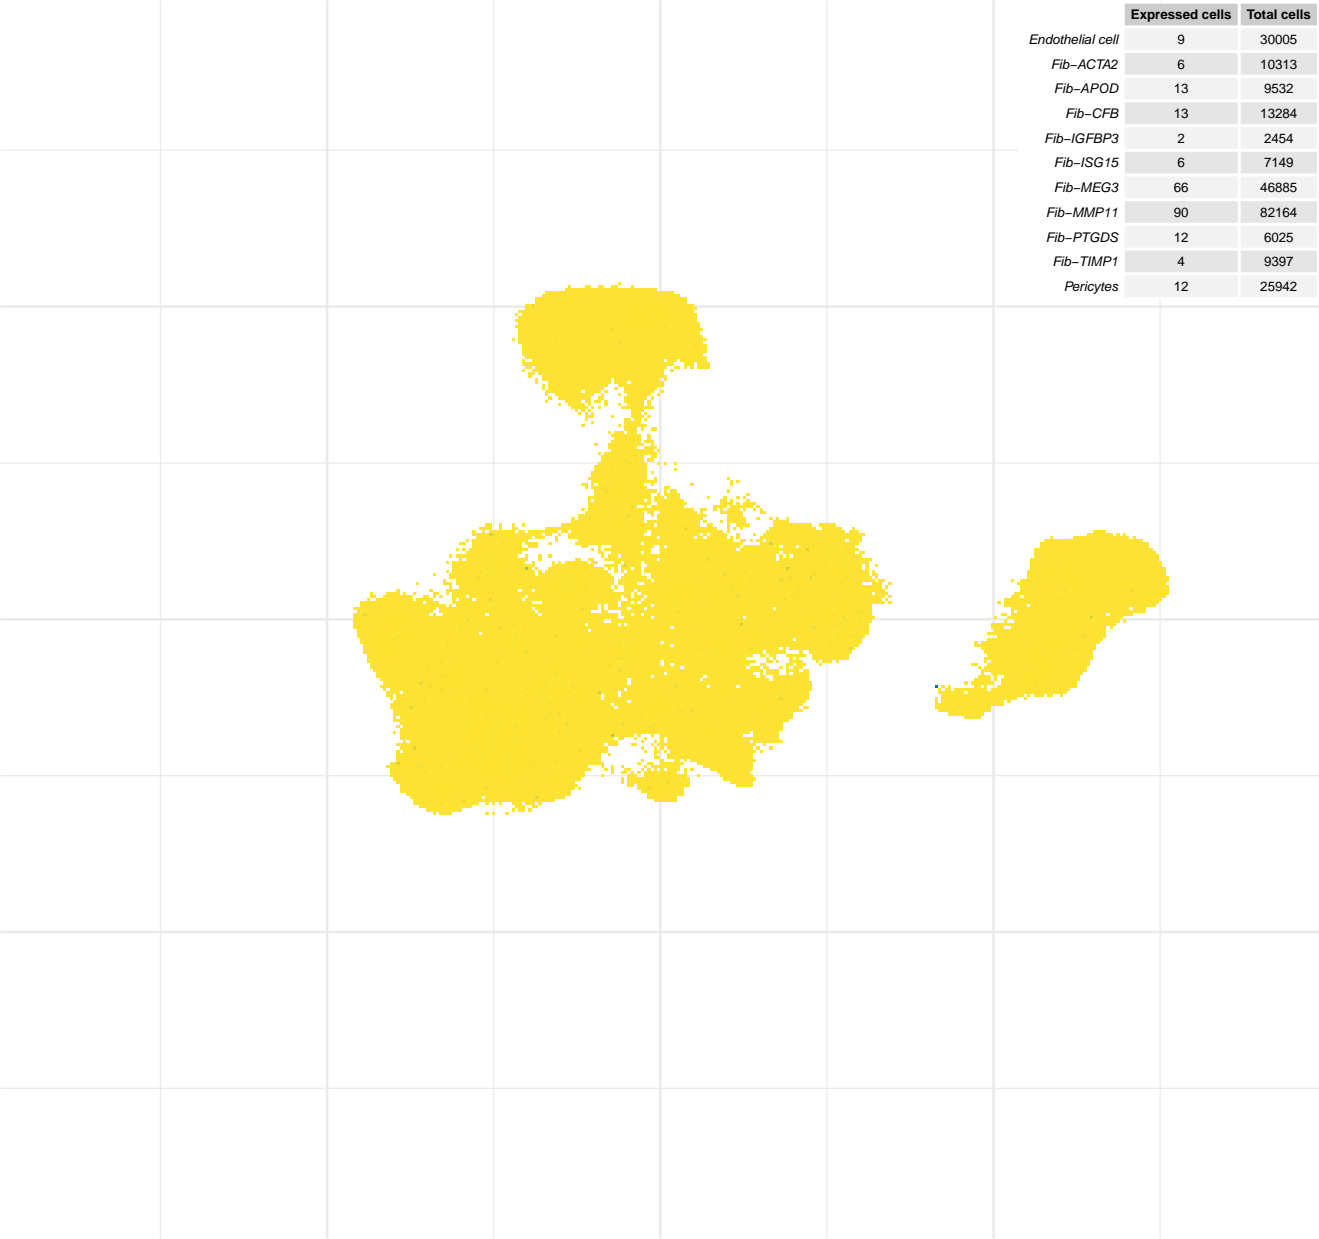 Expressed cells Total cells
Endothelial cell 9 30005
Fib−ACTA2 6 10313
Fib−APOD 13 9532
Fib−CFB 13 13284
Fib−IGFBP3 2 2454
Fib−ISG15 6 7149
Fib−MEG3 66 46885
Fib−MMP11 90 82164
Fib−PTGDS 12 6025
Fib−TIMP1 4 9397
Pericytes 12 25942